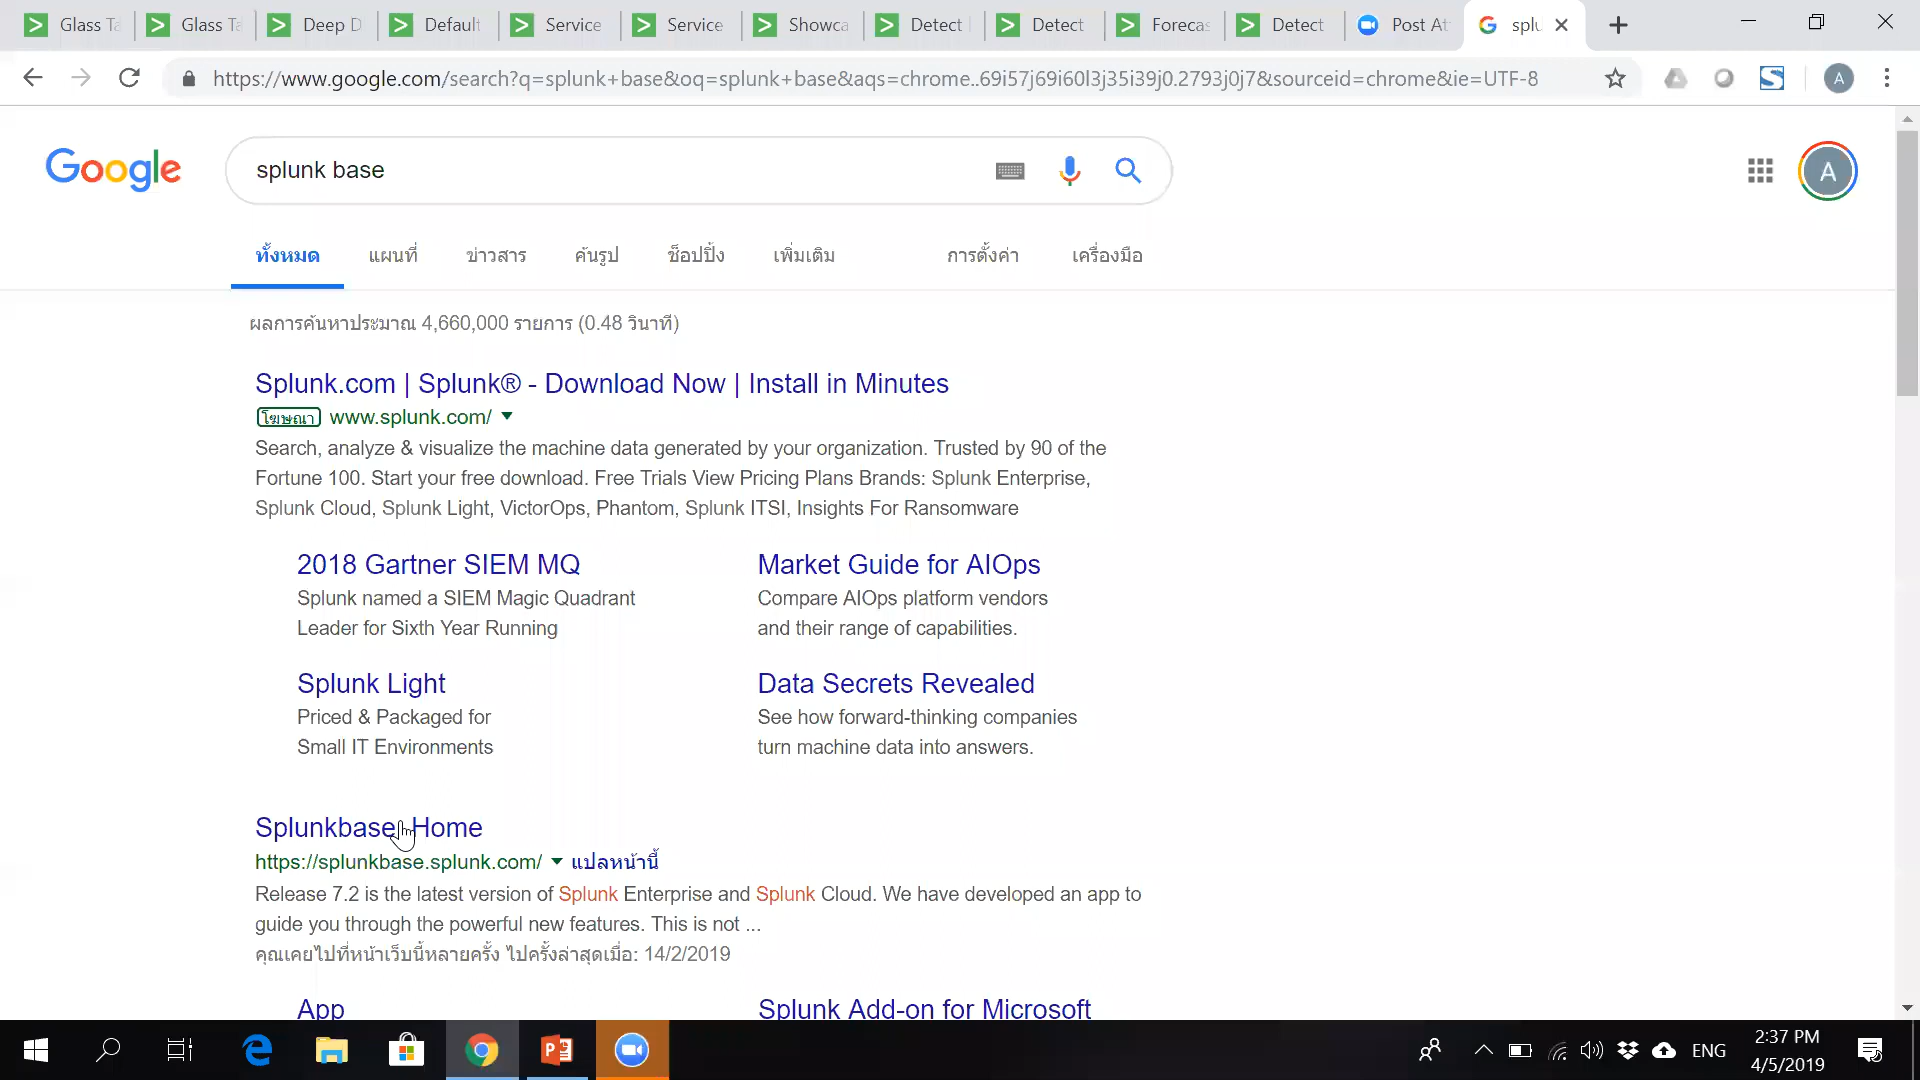 Glass Ta
Glass Ta
Deep D
Default
Service
Service
Showca
Detect
Detect
Forecas
Detect
Post At
splu
https://www.google.com/search?q=splunk+base&oq=splunk+base&aqs=chrome..69i57j69i60l3j35i39j0.2793j0j7&sourceid=chrome&ie=UTF-8
A
Google
splunk base
A
ทั้งหมด แผนที่ ข่าวสาร ค้นรูป ช็อปปิ้ง เพิ่มเติม การตั้งค่า เครื่องมือ
ผลการค้นหาประมาณ 4,660,000 รายการ (0.48 วินาที)
Splunk.com | Splunk® - Download Now | Install in Minutes
โฆษณา www.splunk.com/
Search, analyze & visualize the machine data generated by your organization. Trusted by 90 of the
Fortune 100. Start your free download. Free Trials View Pricing Plans Brands: Splunk Enterprise,
Splunk Cloud, Splunk Light, VictorOps, Phantom, Splunk ITSI, Insights For Ransomware
2018 Gartner SIEM MQ
Splunk named a SIEM Magic Quadrant
Leader for Sixth Year Running
Market Guide for AIOps
Compare AIOps platform vendors
and their range of capabilities.
Splunk Light
Priced & Packaged for
Small IT Environments
Data Secrets Revealed
See how forward-thinking companies
turn machine data into answers.
Splunkbase Home
https://splunkbase.splunk.com/ แปลหน้านี้
Release 7.2 is the latest version of Splunk Enterprise and Splunk Cloud. We have developed an app to
guide you through the powerful new features. This is not ...
คุณเคยไปที่หน้าเว็บนี้หลายครั้ง ไปครั้งล่าสุดเมื่อ: 14/2/2019
App
Splunk Add-on for Microsoft
ENG
2:37 PM
4/5/2019